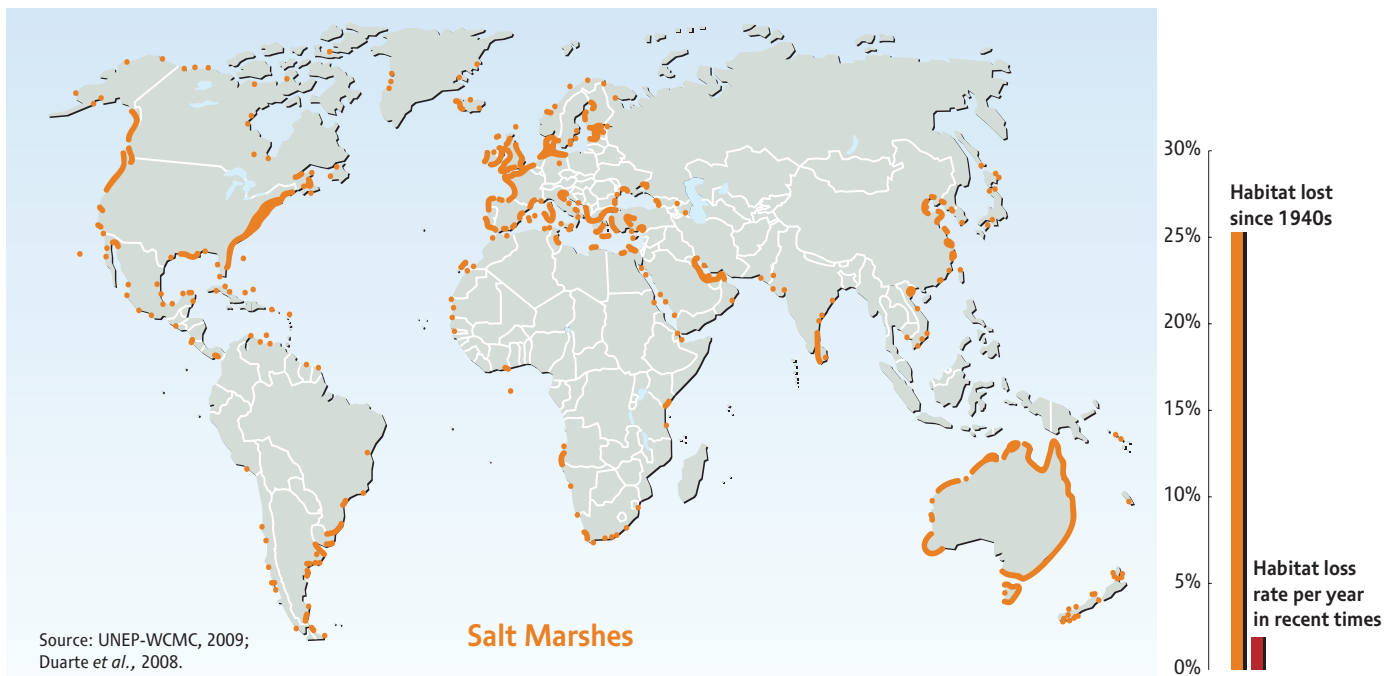 30%
Habitat lost
since 1940s
25%
20%
15%
10%
5%
Habitat loss
rate per year
in recent times
0%
Salt Marshes
Source: UNEP-WCMC, 2009;
Duarte et al., 2008.